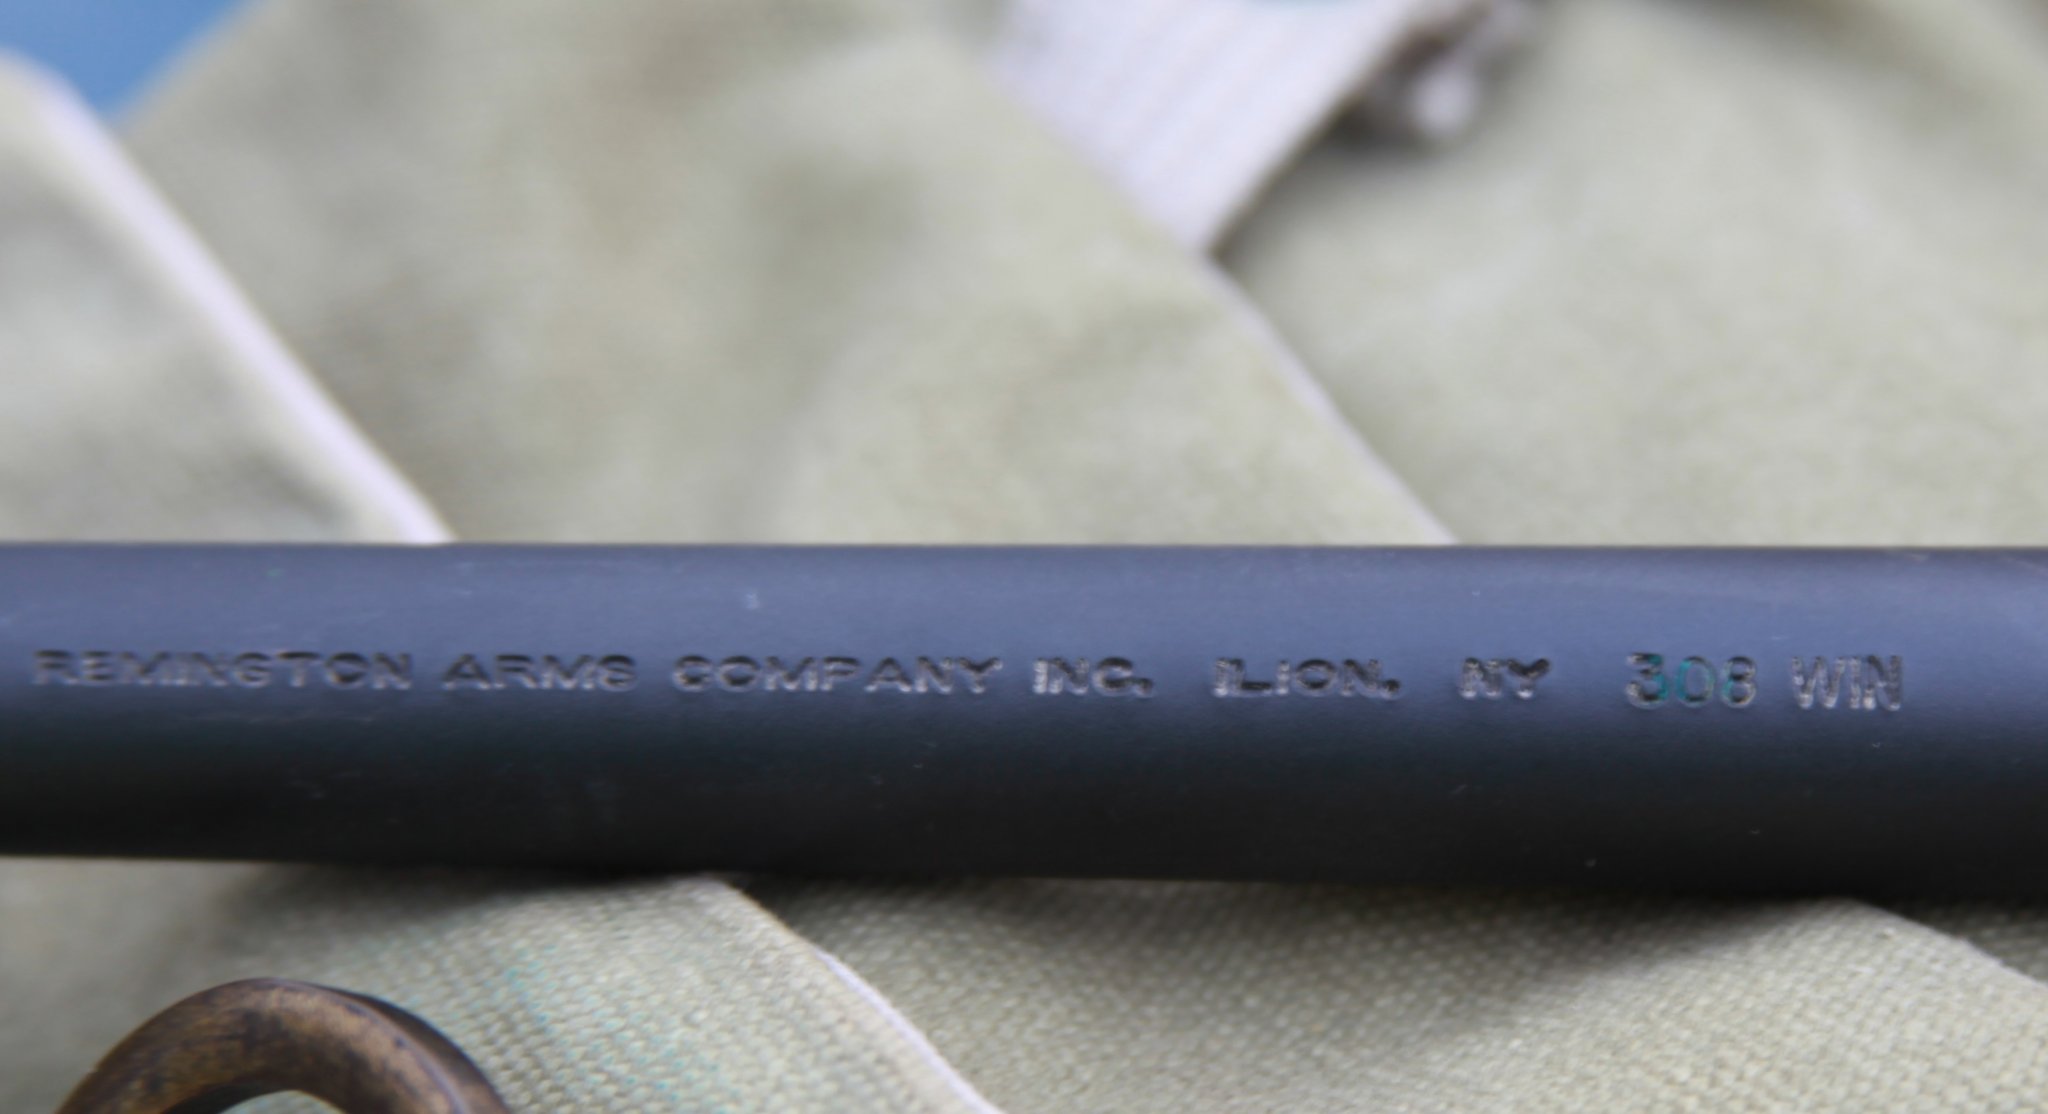 REMINGTON ARMS COMPANY INC. ILION, NY 308 WIN